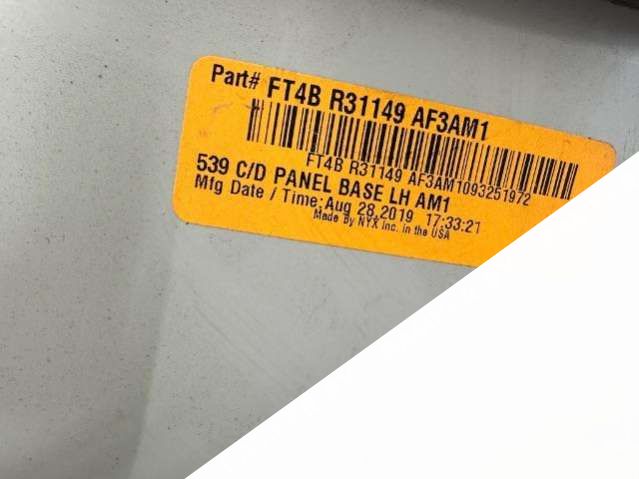 Part# FT4B R31149 AF3AM1
FT4B R31149 AF3AM1093251972
539 C/D PANEL BASE LH AM1
Mfg Date / Time: Aug 28,2019 17:33:21
Made By NYX Inc. in the USA